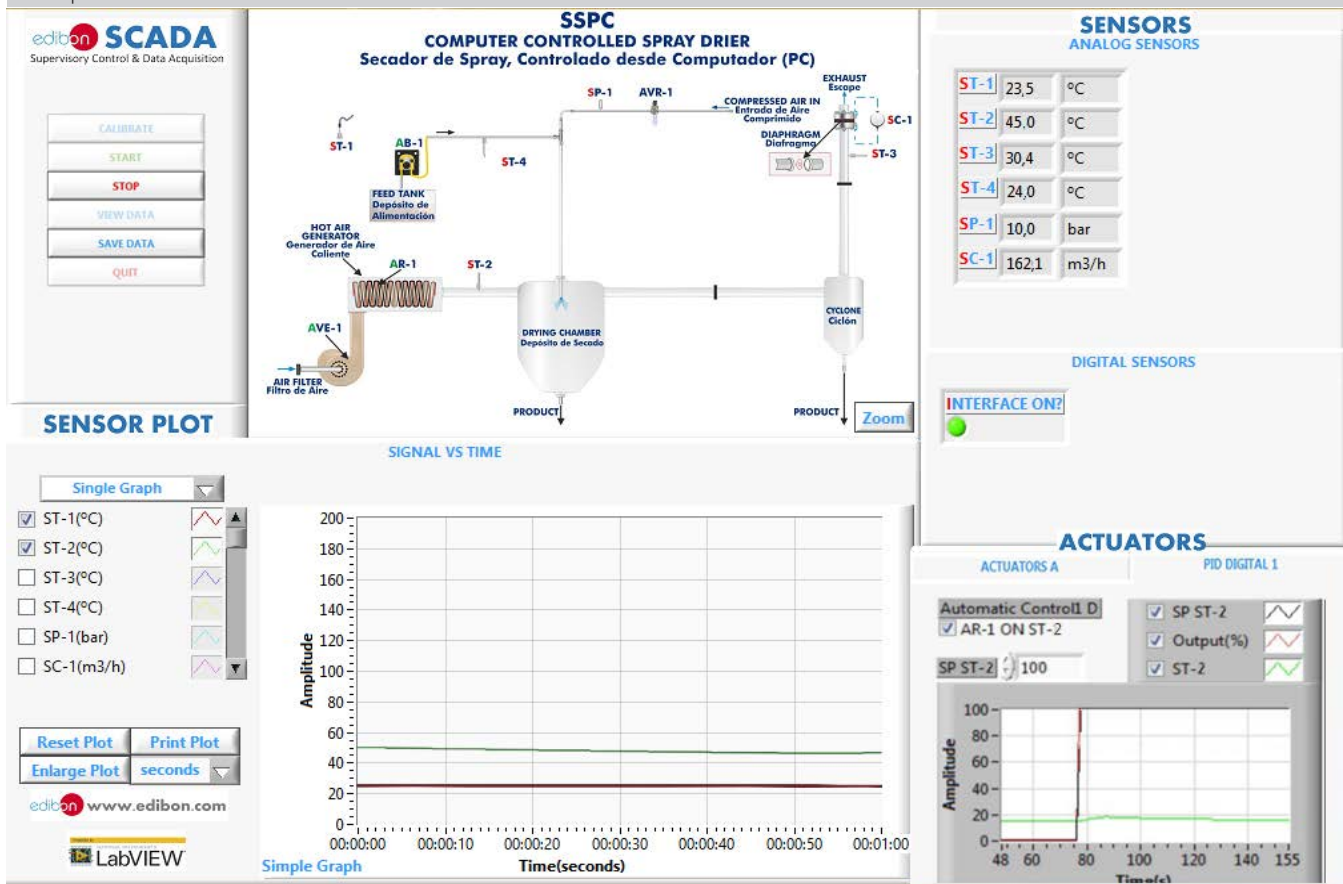 edibon SCADA
Supervisory Control & Data Acquisition
CALIBRATE
START
STOP
VIEW DATA
SAVE DATA
QUIT
SSPC
COMPUTER CONTROLLED SPRAY DRIER
Secador de Spray, Controlado desde Computador (PC)
EXHAUST
Escape
SP-1
AVR-1
COMPRESSED AIR IN
Entrada de Aire
Comprimido
SC-1
DIAPHRAGM
Diafragma
ST-1
AB-1
ST-4
ST-3
FEED TANK
Depósito de
Alimentación
HOT AIR
GENERATOR
Generador de Aire
Caliente
AR-1
ST-2
AVE-1
DRYING CHAMBER
Depósito de Secado
CYCLONE
Ciclón
AIR FILTER
Filtro de Aire
PRODUCT
PRODUCT
Zoom
SENSORS
ANALOG SENSORS
ST-1 23,5 ºC
ST-2 45,0 ºC
ST-3 30,4 ºC
ST-4 24,0 ºC
SP-1 10,0 bar
SC-1 162,1 m3/h
DIGITAL SENSORS
INTERFACE ON?
SENSOR PLOT
SIGNAL VS TIME
Single Graph
ST-1(ºC)
ST-2(ºC)
ST-3(ºC)
ST-4(ºC)
SP-1(bar)
SC-1(m3/h)
Reset Plot Print Plot
Enlarge Plot seconds
edibon www.edibon.com
LabVIEW
200
180
160
140
120
100
80
60
40
20
0
Amplitude
00:00:00 00:00:10 00:00:20 00:00:30 00:00:40 00:00:50 00:01:00
Simple Graph
Time(seconds)
ACTUATORS
ACTUATORS A
PID DIGITAL 1
Automatic Control1 D
AR-1 ON ST-2
SP ST-2 100
SP ST-2
Output(%)
ST-2
100
80
60
40
20
0
Amplitude
48 60 80 100 120 140 155
Time(s)